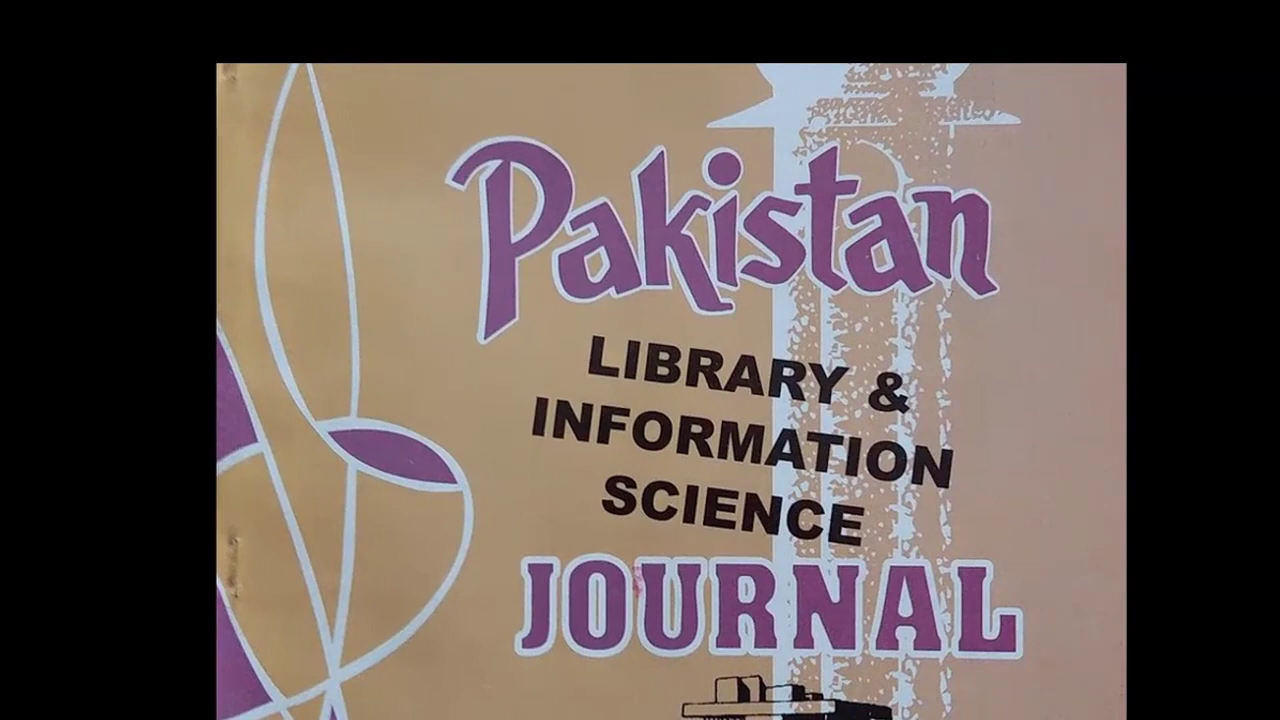 Pakistan
LIBRARY &
INFORMATION
SCIENCE
JOURNAL